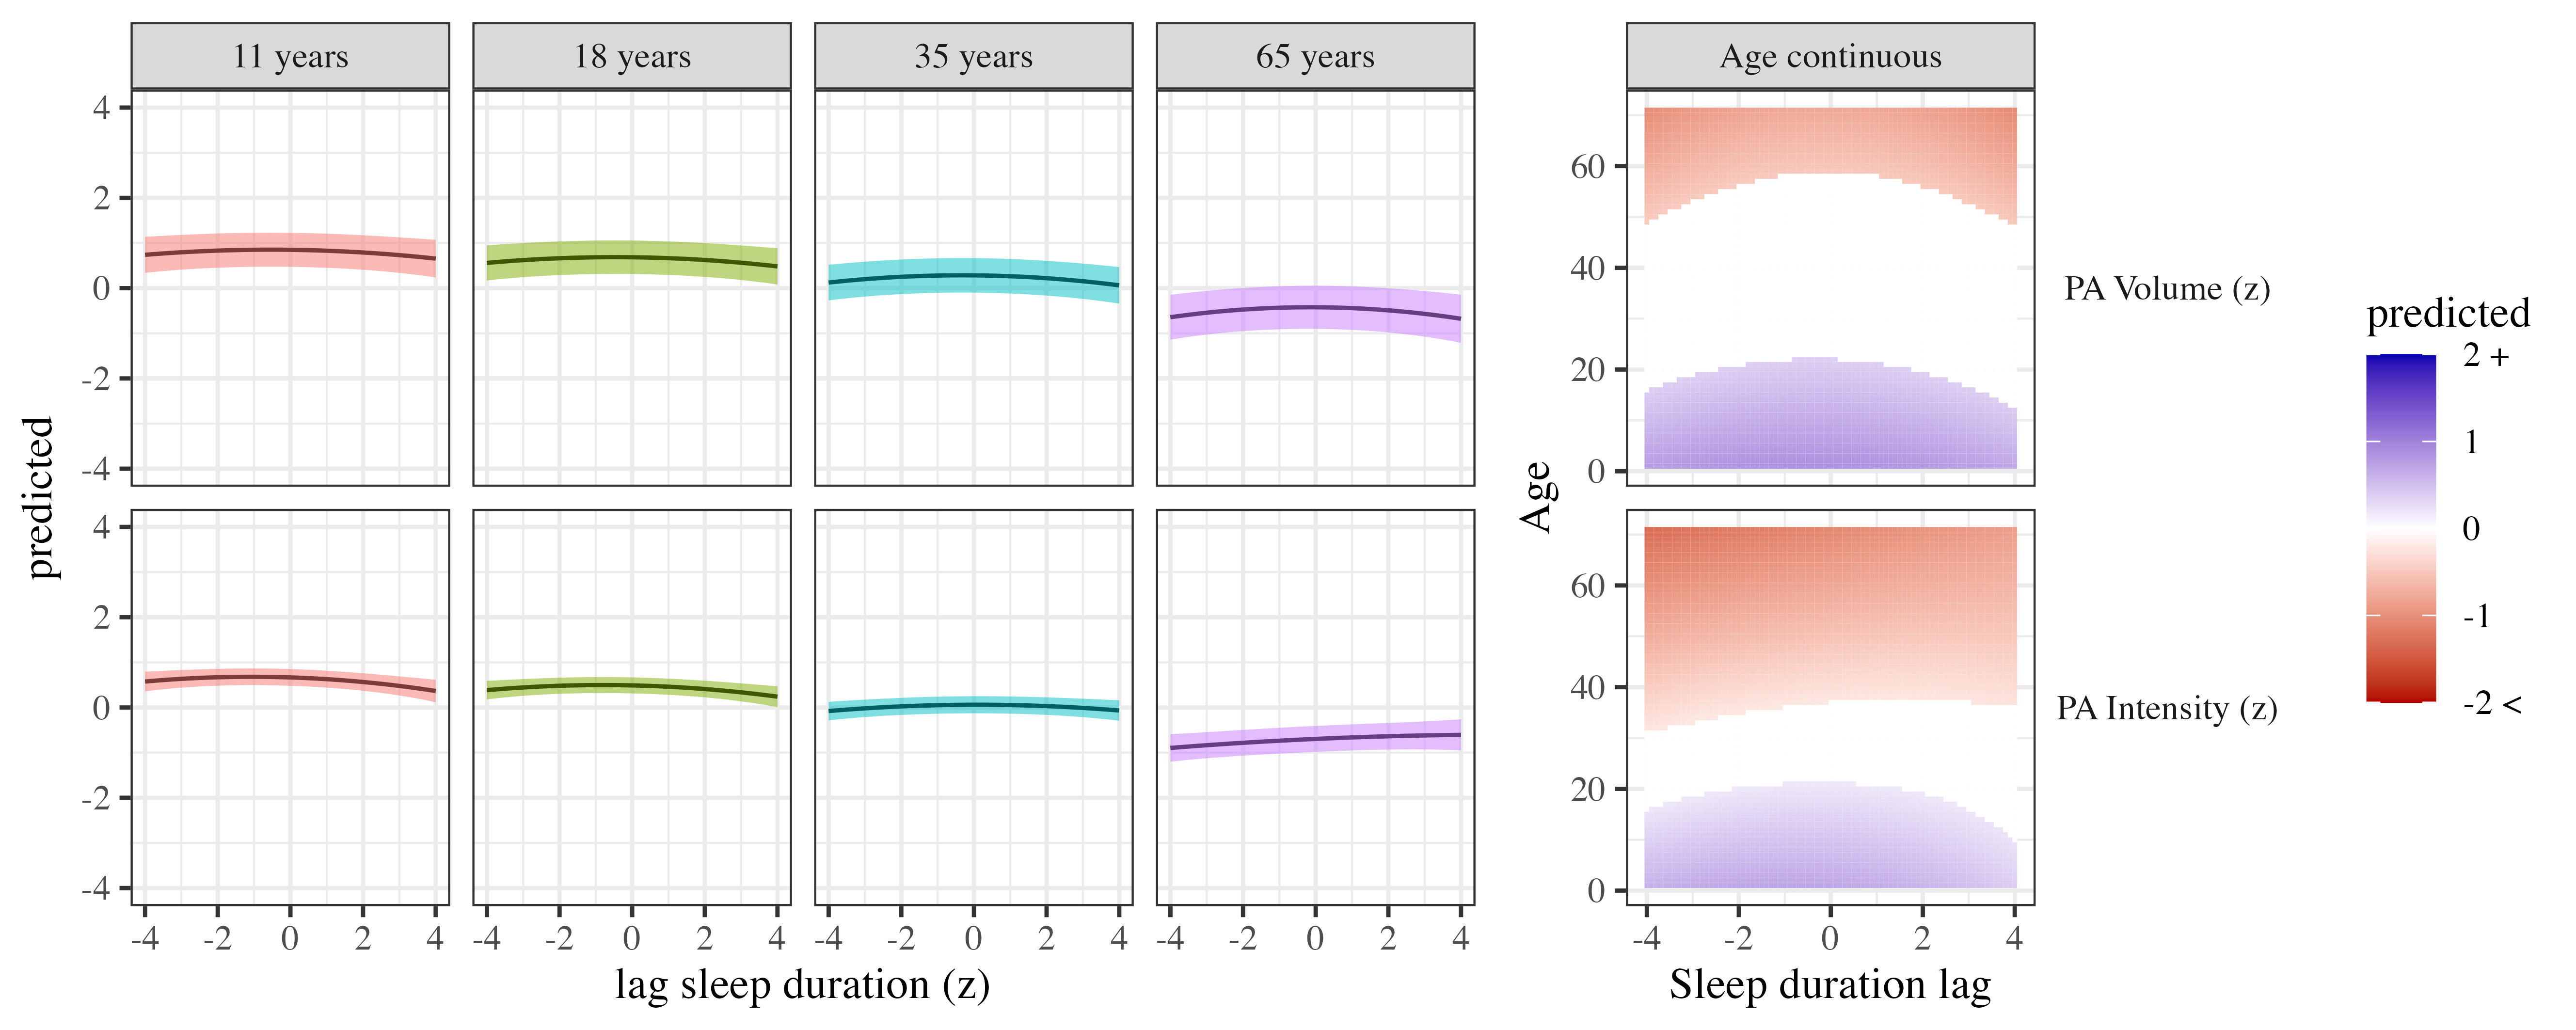 11 years
18 years
35 years
65 years
Age continuous
predicted
4
2
0
-2
-4
4
2
0
-2
-4
-4 -2 0 2 4
-4 -2 0 2 4
-4 -2 0 2 4
-4 -2 0 2 4
lag sleep duration (z)
Age
60
40
20
0
60
40
20
0
-4 -2 0 2 4
Sleep duration lag
PA Volume (z)
PA Intensity (z)
predicted
2 +
1
0
-1
-2 <